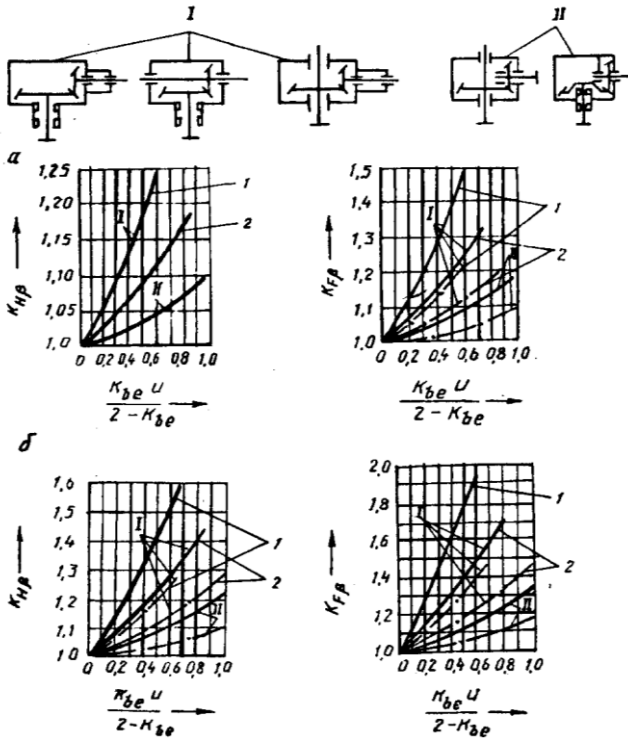 I II
а
1,25
1,20
1,15
1,10
1,05
1,0
KHβ
I
II
1
2
0 0,2 0,4 0,6 0,8 1,0
Kbe u
2 - Kbe
1,5
1,4
1,3
1,2
1,1
1,0
KFβ
I
II
1
2
0 0,2 0,4 0,6 0,8 1,0
Kbe u
2 - Kbe
б
1,6
1,5
1,4
1,3
1,2
1,1
1,0
KHβ
I
II
1
2
0 0,2 0,4 0,6 0,8 1,0
Kbe u
2 - Kbe
2,0
1,8
1,6
1,4
1,2
1,0
KFβ
I
II
1
2
0 0,2 0,4 0,6 0,8 1,0
Kbe u
2 - Kbe